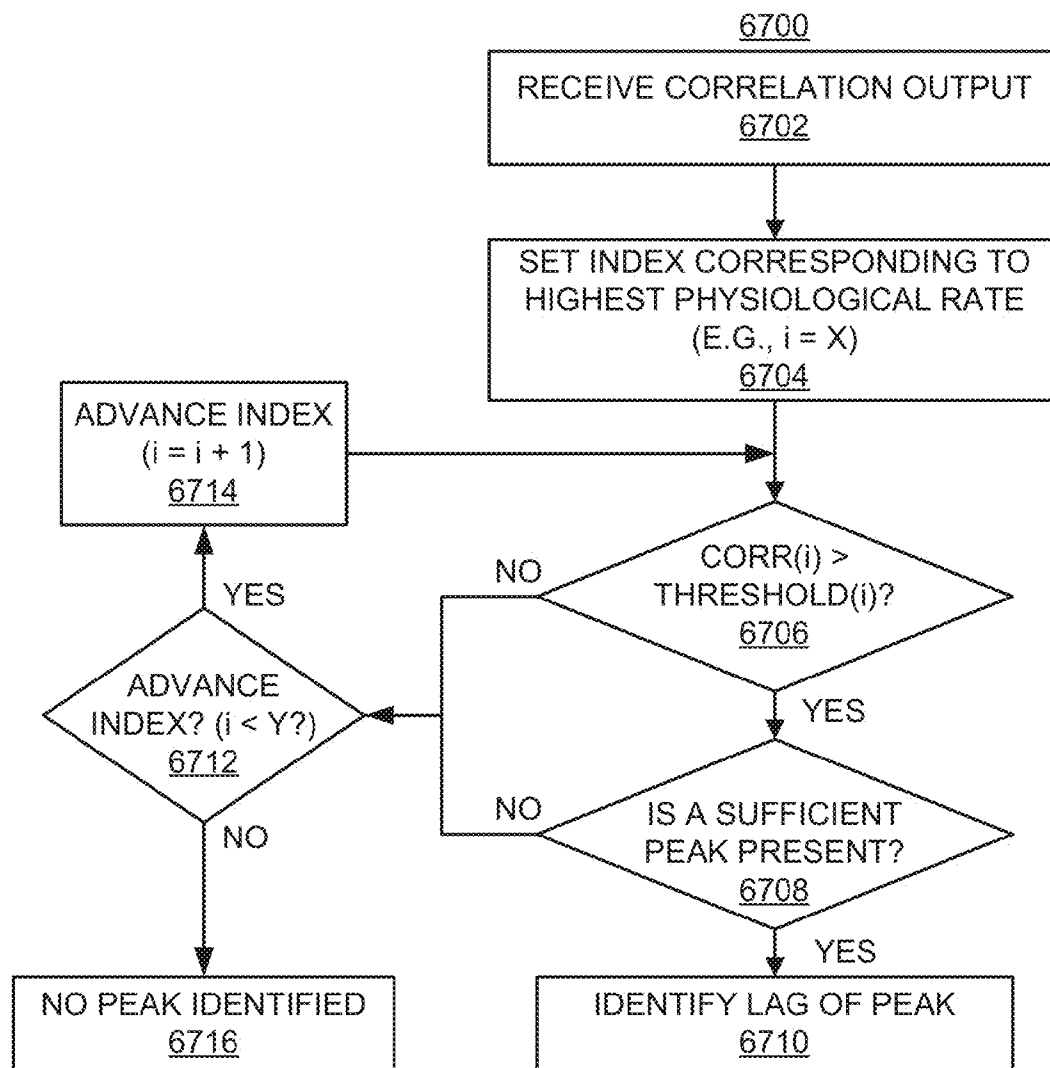 6700
RECEIVE CORRELATION OUTPUT
6702
SET INDEX CORRESPONDING TO
HIGHEST PHYSIOLOGICAL RATE
(E.G., i = X)
6704
ADVANCE INDEX
(i = i + 1)
6714
CORR(i) >
THRESHOLD(i)?
6706
NO
YES
YES
ADVANCE
INDEX? (i < Y?)
6712
NO
IS A SUFFICIENT
PEAK PRESENT?
6708
NO
YES
NO PEAK IDENTIFIED
6716
IDENTIFY LAG OF PEAK
6710